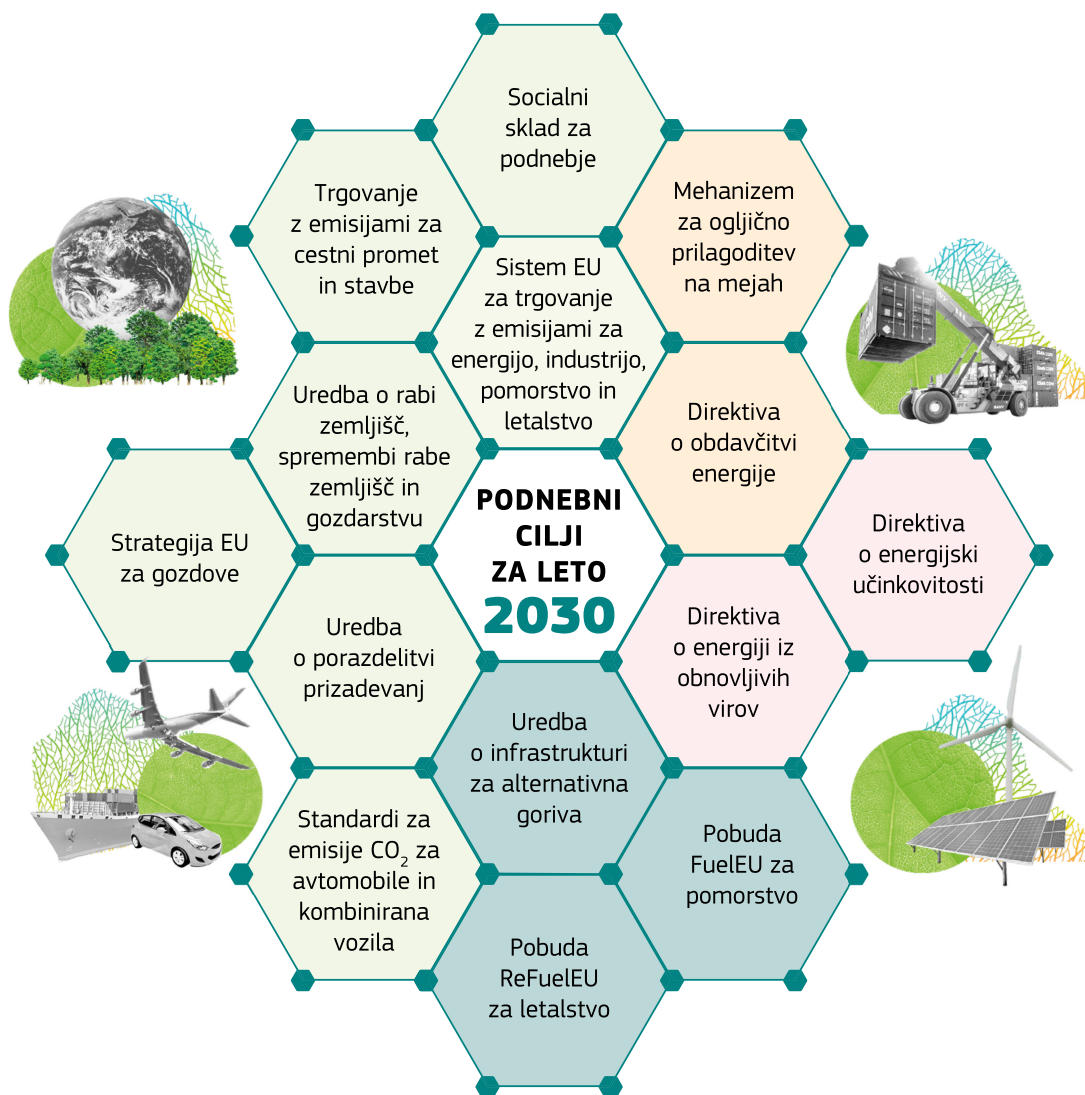 Socialni
sklad za
podnebje
Trgovanje
z emisijami za
cestni promet
in stavbe
Mehanizem
za ogljično
prilagoditev
na mejah
Sistem EU
za trgovanje
z emisijami za
energijo, industrijo,
pomorstvo in
letalstvo
Uredba o rabi
zemljišč,
spremembi rabe
zemljišč in
gozdarstvu
Direktiva
o obdavčitvi
energije
Strategija EU
za gozdove
PODNEBNI
CILJI
ZA LETO
2030
Direktiva
o energijski
učinkovitosti
Uredba
o porazdelitvi
prizadevanj
Direktiva
o energiji iz
obnovljivih
virov
Uredba
o infrastrukturi
za alternativna
goriva
Standardi za
emisije CO₂ za
avtomobile in
kombinirana
vozila
Pobuda
FuelEU za
pomorstvo
Pobuda
ReFuelEU
za letalstvo